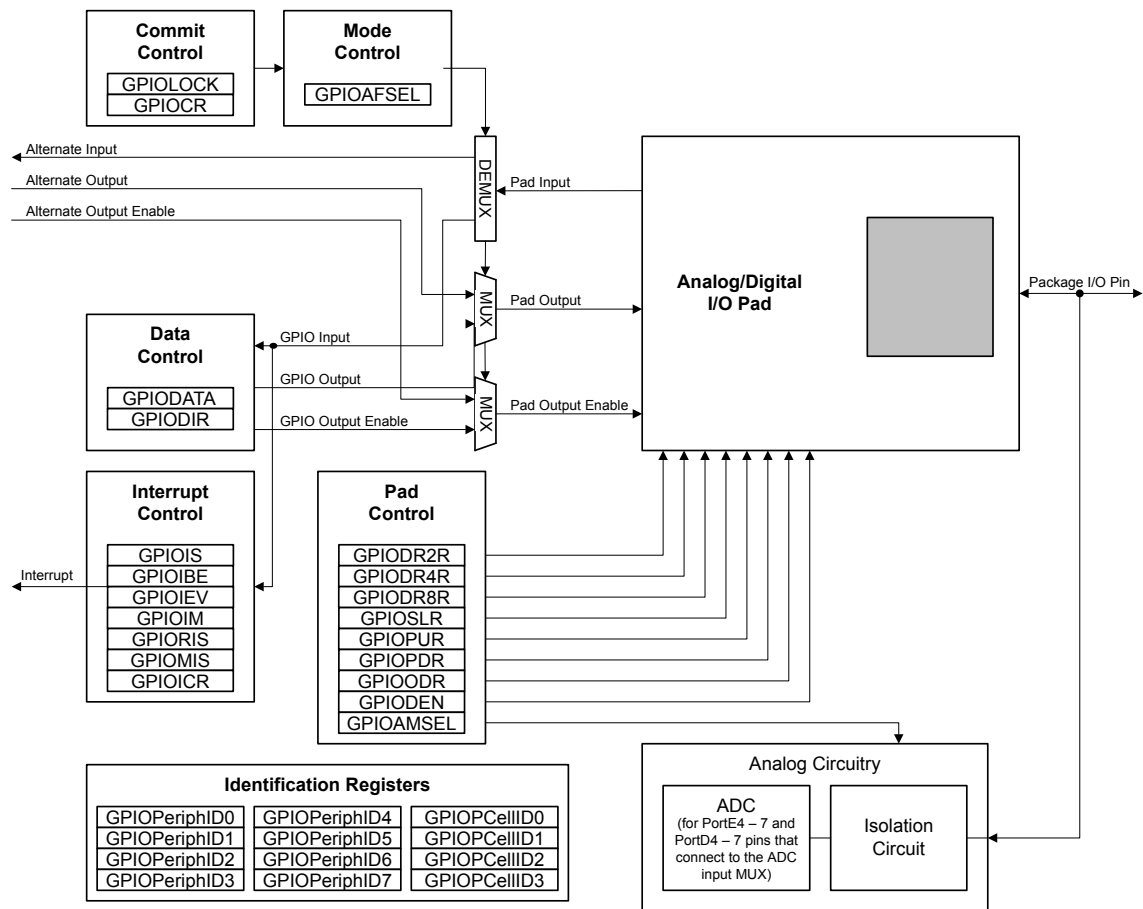 Commit
Control
GPIOLOCK
GPIOCR
Mode
Control
GPIOAFSEL
Alternate Input
Alternate Output
Alternate Output Enable
DEMUX
Pad Input
MUX
Pad Output
MUX
Pad Output Enable
Analog/Digital
I/O Pad
Package I/O Pin
Data
Control
GPIODATA
GPIODIR
GPIO Input
GPIO Output
GPIO Output Enable
Interrupt
Control
GPIOIS
GPIOIBE
GPIOIEV
GPIOIM
GPIORIS
GPIOMIS
GPIOICR
Interrupt
Pad
Control
GPIODR2R
GPIODR4R
GPIODR8R
GPIOSLR
GPIOPUR
GPIOPDR
GPIOODR
GPIODEN
GPIOAMSEL
Analog Circuitry
ADC
(for PortE4 – 7 and
PortD4 – 7 pins that
connect to the ADC
input MUX)
Isolation
Circuit
Identification Registers
GPIOPeriphID0
GPIOPeriphID1
GPIOPeriphID2
GPIOPeriphID3
GPIOPeriphID4
GPIOPeriphID5
GPIOPeriphID6
GPIOPeriphID7
GPIOPCellID0
GPIOPCellID1
GPIOPCellID2
GPIOPCellID3